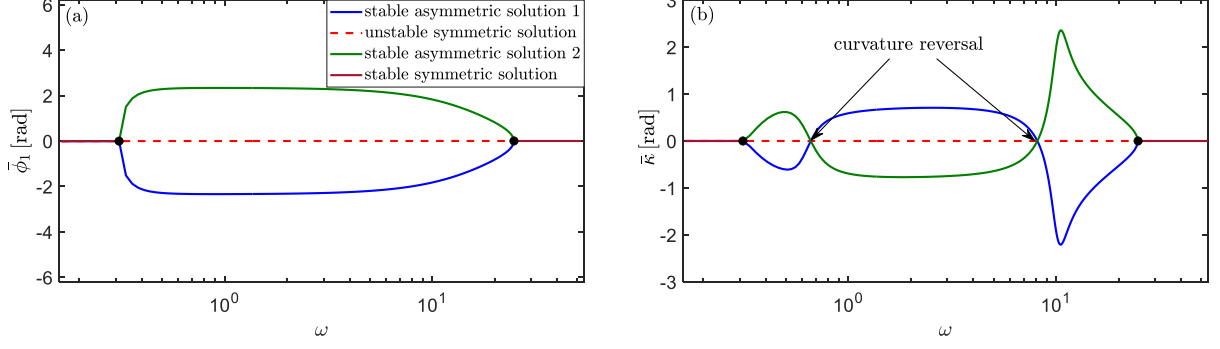 (a)
stable asymmetric solution 1
unstable symmetric solution
stable asymmetric solution 2
stable symmetric solution
6
4
2
0
-2
-4
-6
ϕ̄₁ [rad]
10⁰
10¹
ω
(b)
curvature reversal
3
2
1
0
-1
-2
-3
κ̄ [rad]
10⁰
10¹
ω